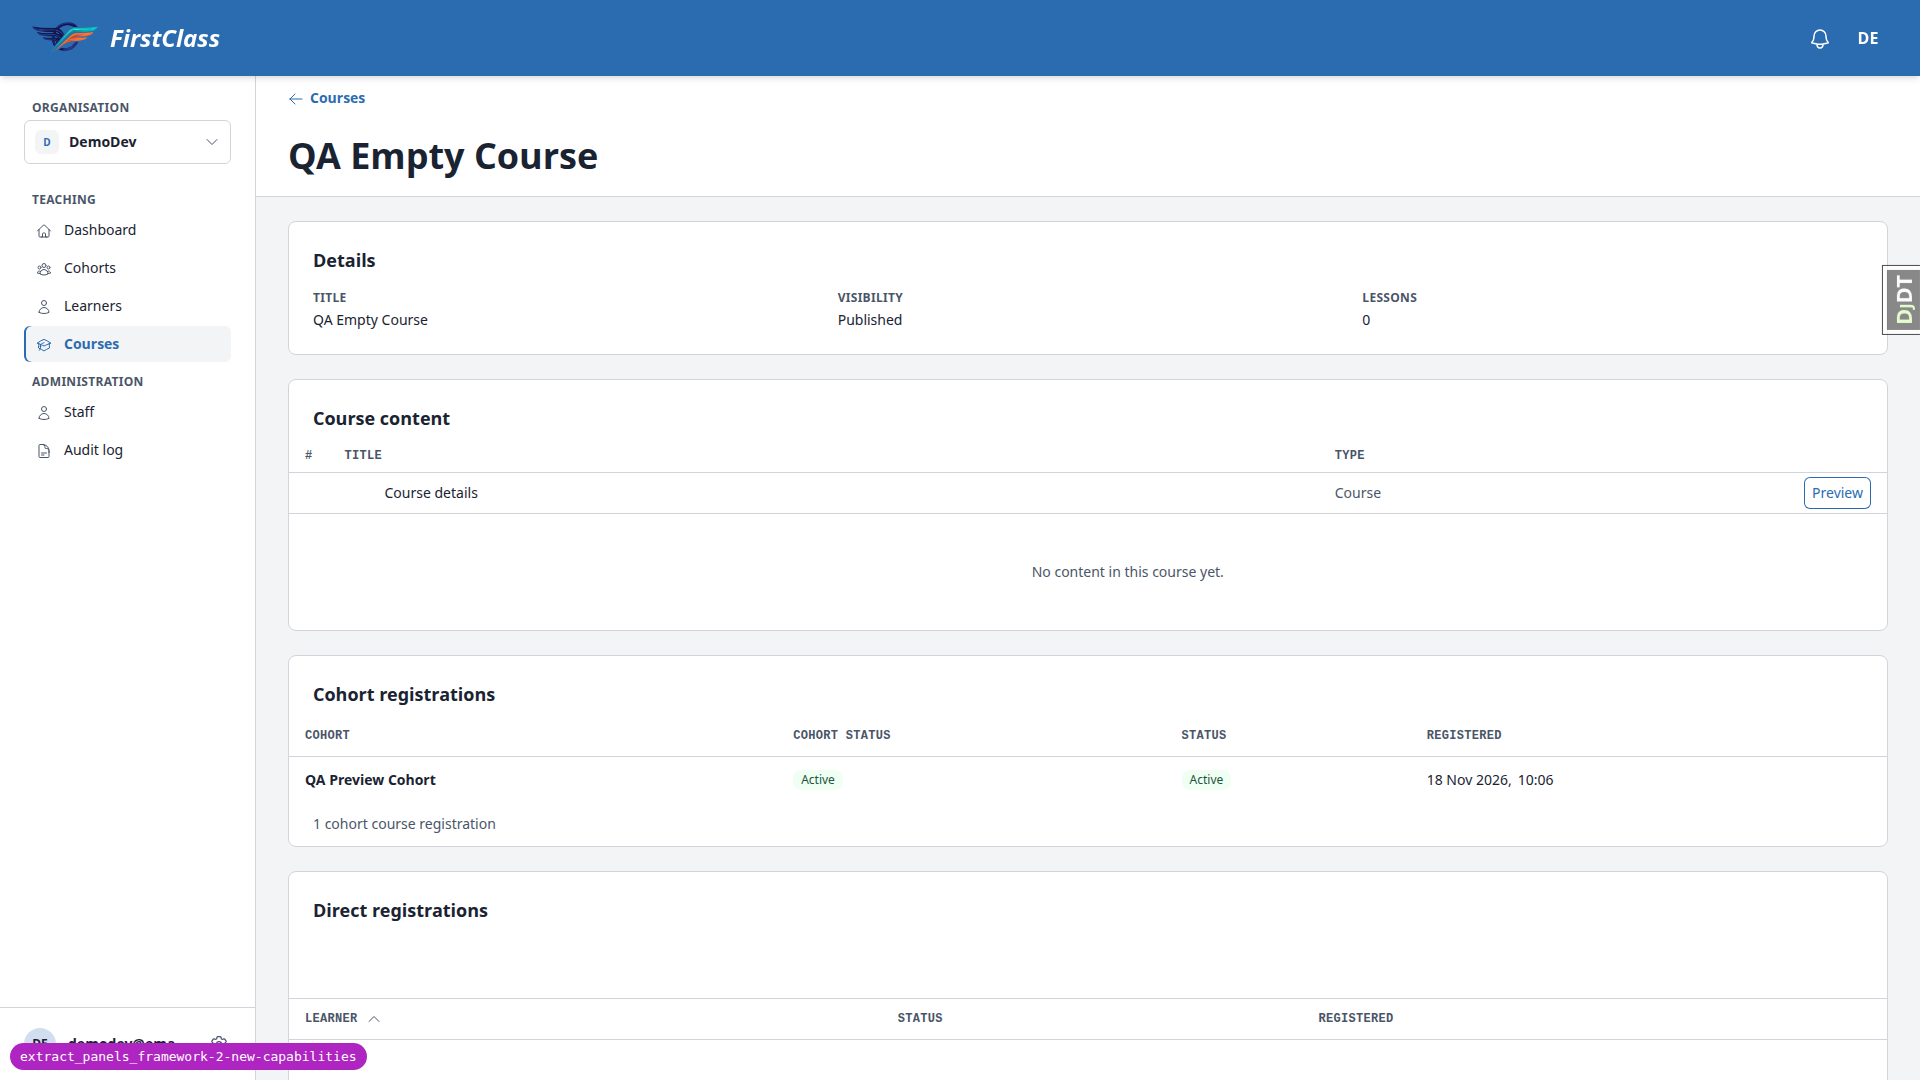 FirstClass
DE
ORGANISATION
D DemoDev
TEACHING
Dashboard
Cohorts
Learners
Courses
ADMINISTRATION
Staff
Audit log
extract_panels_framework-2-new-capabilities
Courses
QA Empty Course
Details
TITLE VISIBILITY LESSONS
QA Empty Course Published 0
Course content
# TITLE TYPE
Course details Course Preview
No content in this course yet.
Cohort registrations
COHORT COHORT STATUS STATUS REGISTERED
QA Preview Cohort Active Active 18 Nov 2026, 10:06
1 cohort course registration
Direct registrations
LEARNER STATUS REGISTERED
DjDT